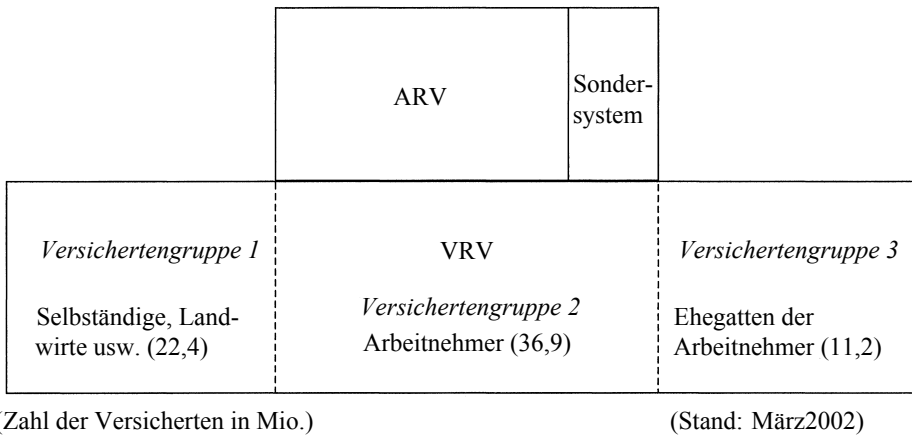 ARV
Sonder-
system
Versichertengruppe 1
Selbständige, Land-
wirte usw. (22,4)
VRV
Versichertengruppe 2
Arbeitnehmer (36,9)
Versichertengruppe 3
Ehegatten der
Arbeitnehmer (11,2)
(Zahl der Versicherten in Mio.)
(Stand: März2002)